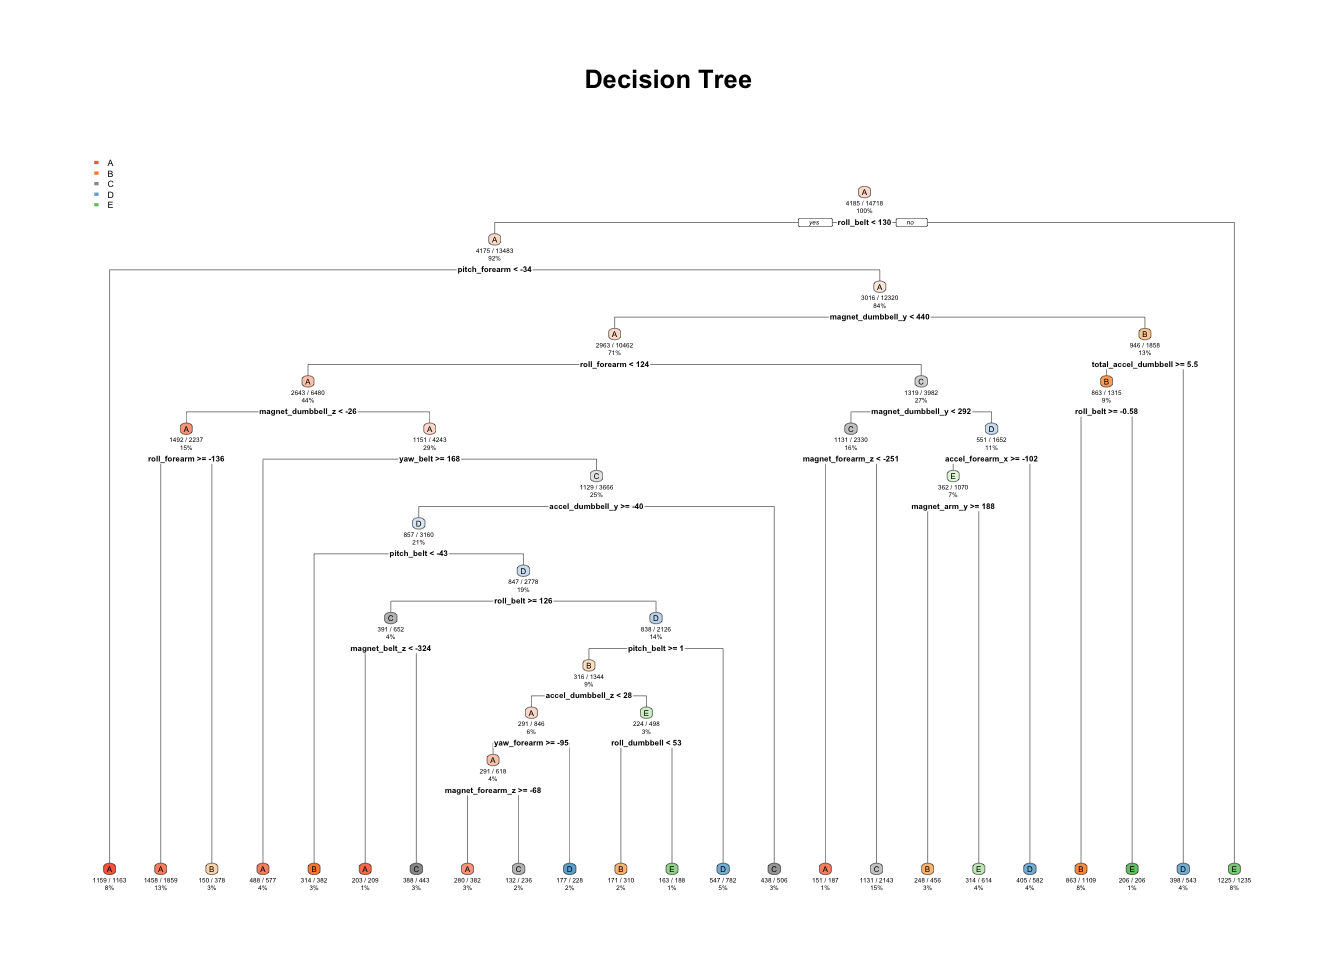 Decision Tree
A
B
C
D
E
A
4185 / 14718
100%
yes roll_belt < 130 no
A
4175 / 13483
92%
pitch_forearm < -34
A
3016 / 12320
84%
magnet_dumbbell_y < 440
A B
2963 / 10462 946 / 1858
71% 13%
roll_forearm < 124 total_accel_dumbbell >= 5.5
A C B
2643 / 6480 1319 / 3982 863 / 1315
44% 27% 9%
magnet_dumbbell_z < -26 magnet_dumbbell_y < 292 roll_belt >= -0.58
A A C D
1492 / 2237 1151 / 4243 1131 / 2330 551 / 1652
15% 29% 16% 11%
roll_forearm >= -136 yaw_belt >= 168 magnet_forearm_z < -251 accel_forearm_x >= -102
C E
1129 / 3666 362 / 1070
25% 7%
accel_dumbbell_y >= -40 magnet_arm_y >= 188
D
857 / 3160
21%
pitch_belt < -43
D
847 / 2778
19%
roll_belt >= 126
C D
391 / 652 838 / 2126
4% 14%
magnet_belt_z < -324 pitch_belt >= 1
B
316 / 1344
9%
accel_dumbbell_z < 28
A E
291 / 846 224 / 498
6% 3%
yaw_forearm >= -95 roll_dumbbell < 53
A
291 / 618
4%
magnet_forearm_z >= -68
A A B A B A C A C D B E D C A C B E D B E D E
1159 / 1163 1458 / 1859 150 / 378 488 / 577 314 / 382 203 / 209 388 / 443 280 / 382 132 / 236 177 / 228 171 / 310 163 / 188 547 / 782 438 / 506 151 / 187 1131 / 2143 248 / 456 314 / 614 405 / 582 863 / 1109 206 / 206 398 / 543 1225 / 1235
8% 13% 3% 4% 3% 1% 3% 3% 2% 2% 2% 1% 5% 3% 1% 15% 3% 4% 4% 8% 1% 4% 8%